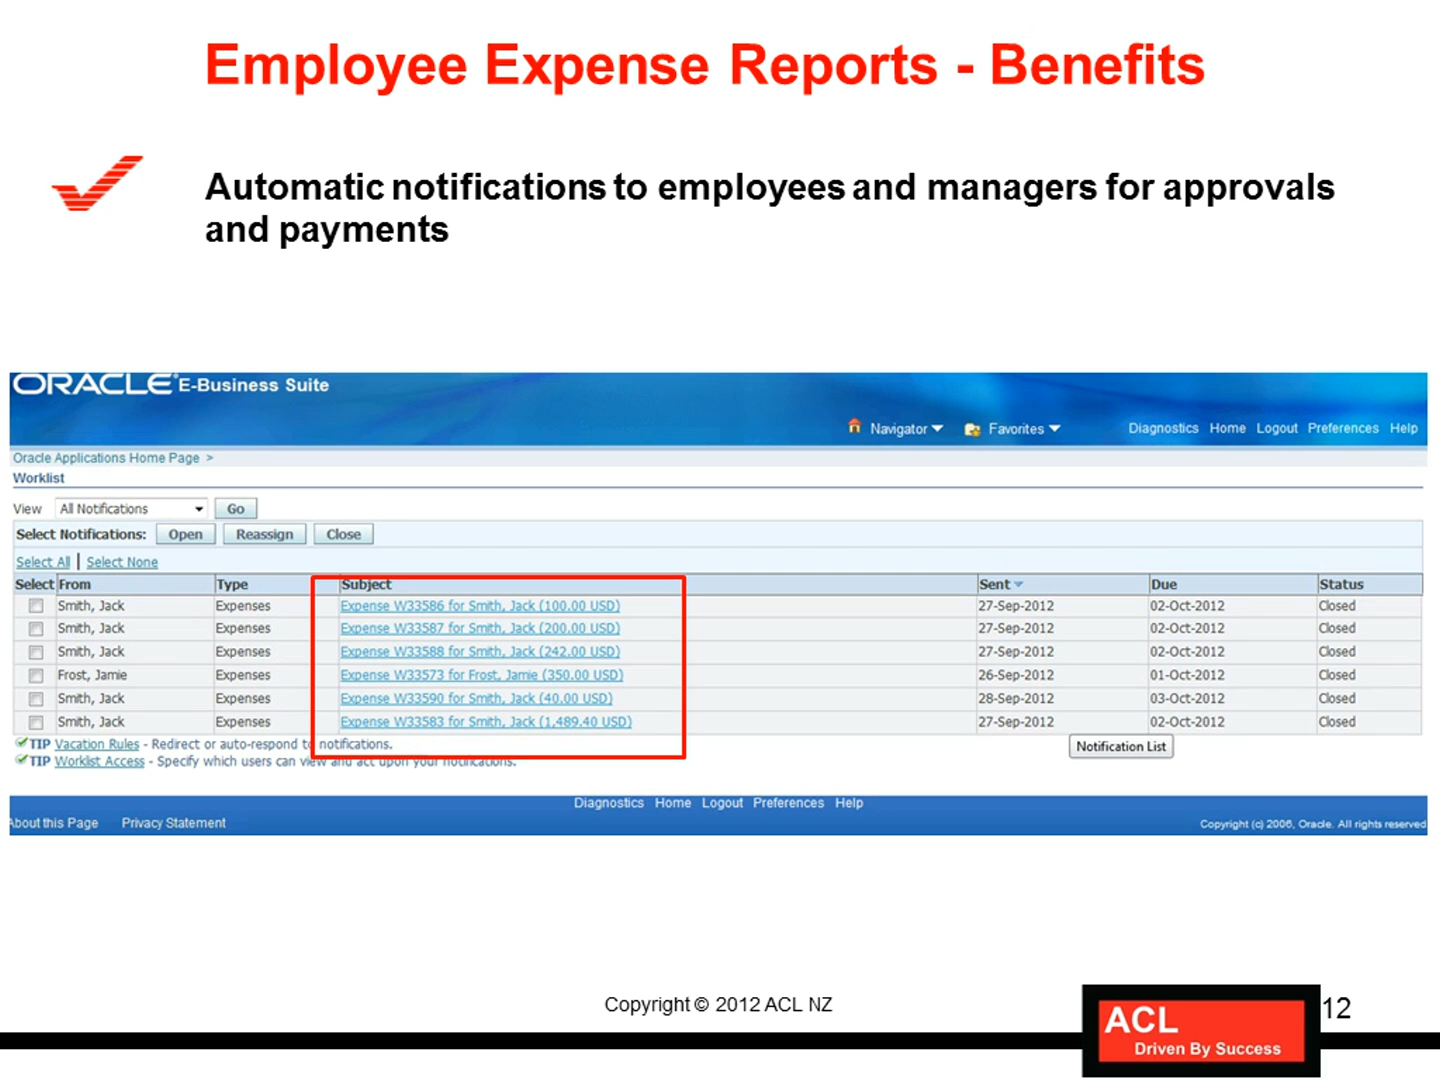 Employee Expense Reports - Benefits
Automatic notifications to employees and managers for approvals
and payments
ORACLE® E-Business Suite
Navigator Favorites Diagnostics Home Logout Preferences Help
Oracle Applications Home Page >
Worklist
View All Notifications Go
Select Notifications: Open Reassign Close
Select All | Select None
Select From Type Subject Sent Due Status
Smith, Jack Expenses Expense W33586 for Smith, Jack (100.00 USD) 27-Sep-2012 02-Oct-2012 Closed
Smith, Jack Expenses Expense W33587 for Smith, Jack (200.00 USD) 27-Sep-2012 02-Oct-2012 Closed
Smith, Jack Expenses Expense W33588 for Smith, Jack (242.00 USD) 27-Sep-2012 02-Oct-2012 Closed
Frost, Jamie Expenses Expense W33573 for Frost, Jamie (350.00 USD) 26-Sep-2012 01-Oct-2012 Closed
Smith, Jack Expenses Expense W33590 for Smith, Jack (40.00 USD) 28-Sep-2012 03-Oct-2012 Closed
Smith, Jack Expenses Expense W33583 for Smith, Jack (1,489.40 USD) 27-Sep-2012 02-Oct-2012 Closed
TIP Vacation Rules - Redirect or auto-respond to notifications.
Notification List
TIP Worklist Access - Specify which users can view and act upon your notifications.
Diagnostics Home Logout Preferences Help
About this Page Privacy Statement
Copyright (c) 2006, Oracle. All rights reserved
Copyright © 2012 ACL NZ
12
ACL
Driven By Success